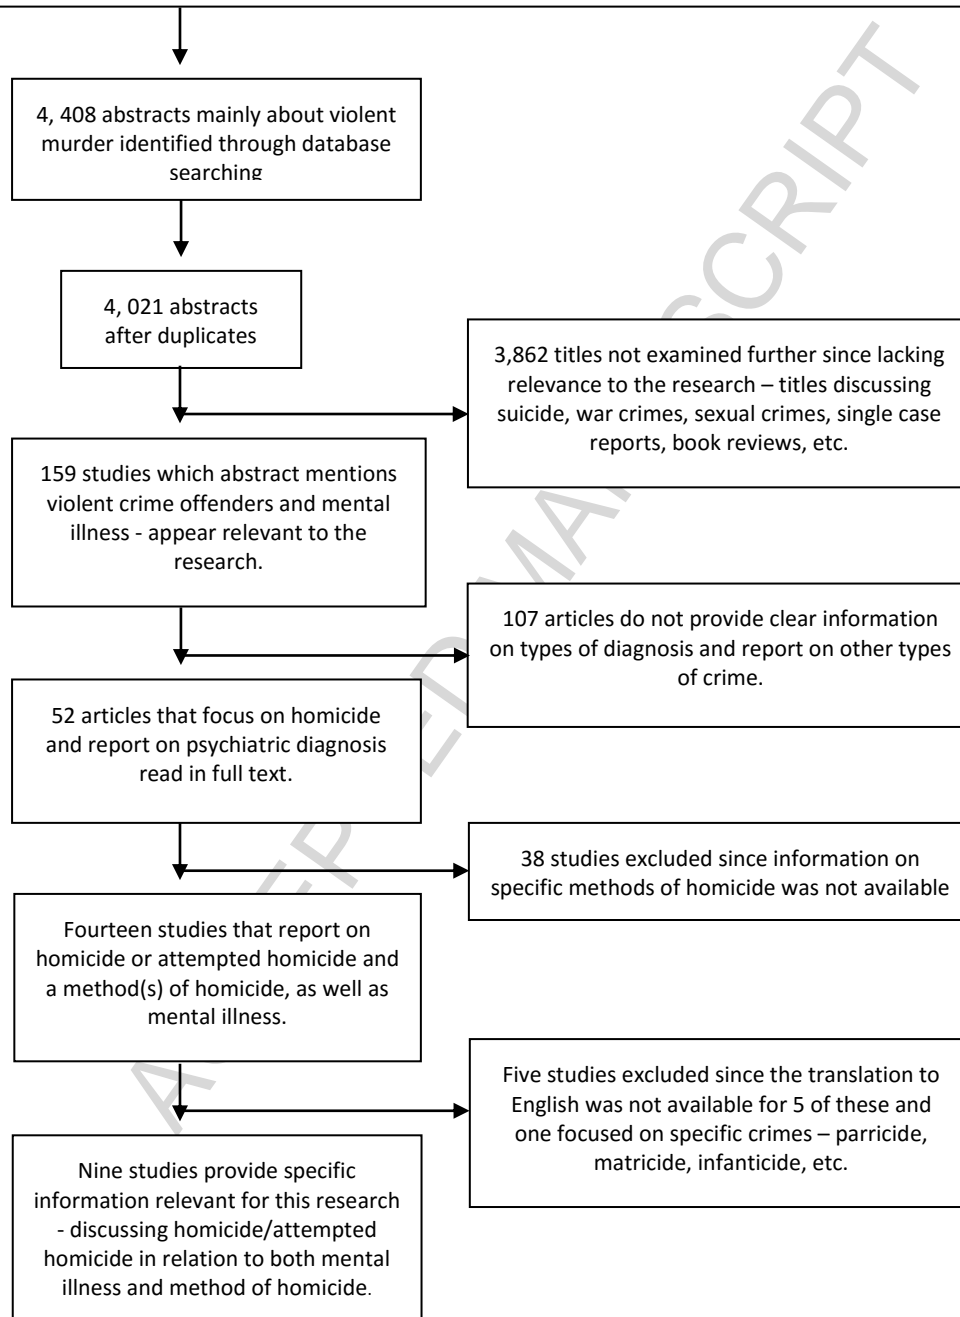 4, 408 abstracts mainly about violent
murder identified through database
searching
4, 021 abstracts
after duplicates
3,862 titles not examined further since lacking
relevance to the research – titles discussing
suicide, war crimes, sexual crimes, single case
reports, book reviews, etc.
159 studies which abstract mentions
violent crime offenders and mental
illness - appear relevant to the
research.
107 articles do not provide clear information
on types of diagnosis and report on other types
of crime.
52 articles that focus on homicide
and report on psychiatric diagnosis
read in full text.
38 studies excluded since information on
specific methods of homicide was not available
Fourteen studies that report on
homicide or attempted homicide and
a method(s) of homicide, as well as
mental illness.
Five studies excluded since the translation to
English was not available for 5 of these and
one focused on specific crimes – parricide,
matricide, infanticide, etc.
Nine studies provide specific
information relevant for this research
- discussing homicide/attempted
homicide in relation to both mental
illness and method of homicide.